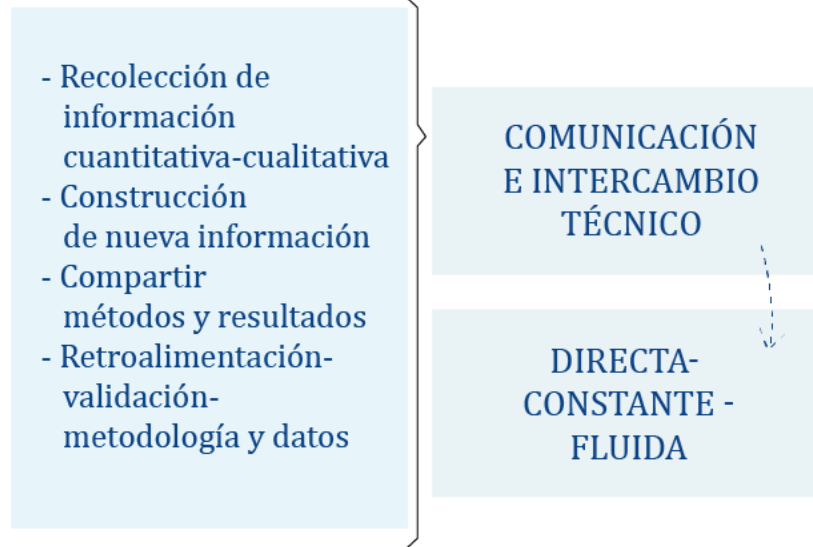 - Recolección de
información
cuantitativa-cualitativa
- Construcción
de nueva información
- Compartir
métodos y resultados
- Retroalimentación-
validación-
metodología y datos
COMUNICACIÓN
E INTERCAMBIO
TÉCNICO
DIRECTA-
CONSTANTE -
FLUIDA